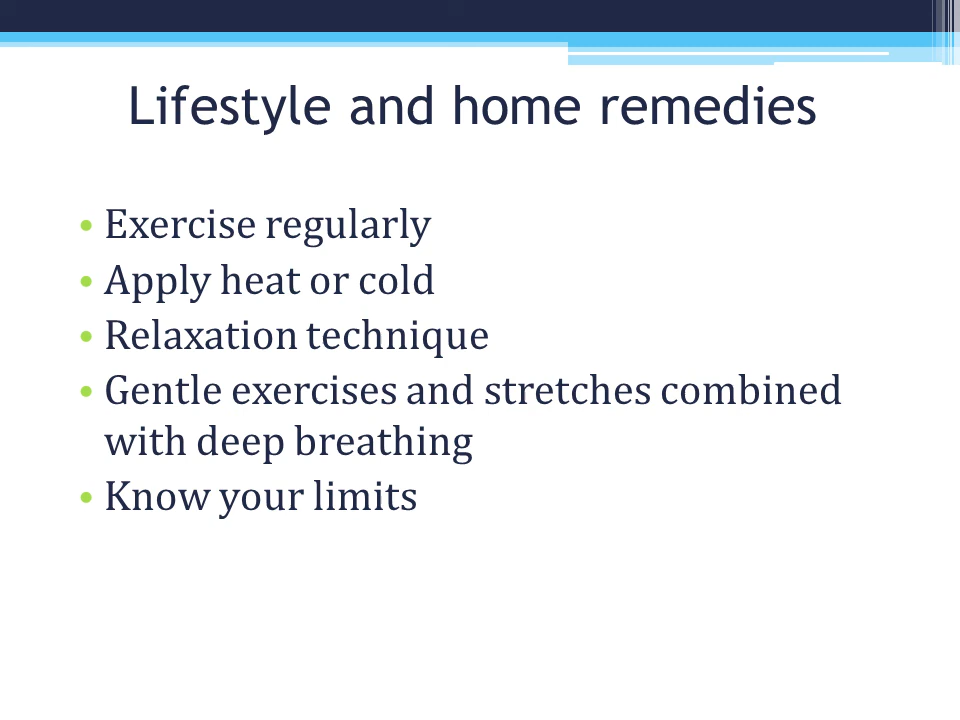 Lifestyle and home remedies
• Exercise regularly
• Apply heat or cold
• Relaxation technique
• Gentle exercises and stretches combined
with deep breathing
• Know your limits